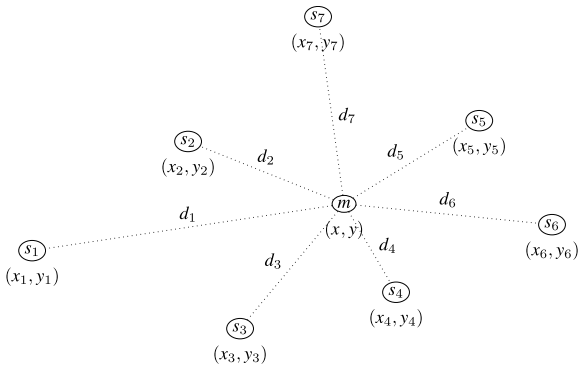 s₇
(x₇, y₇)
d₇
s₅
(x₅, y₅)
d₅
s₂
(x₂, y₂)
d₂
m
(x, y)
d₆
s₆
(x₆, y₆)
d₁
s₁
(x₁, y₁)
d₄
s₄
(x₄, y₄)
d₃
s₃
(x₃, y₃)